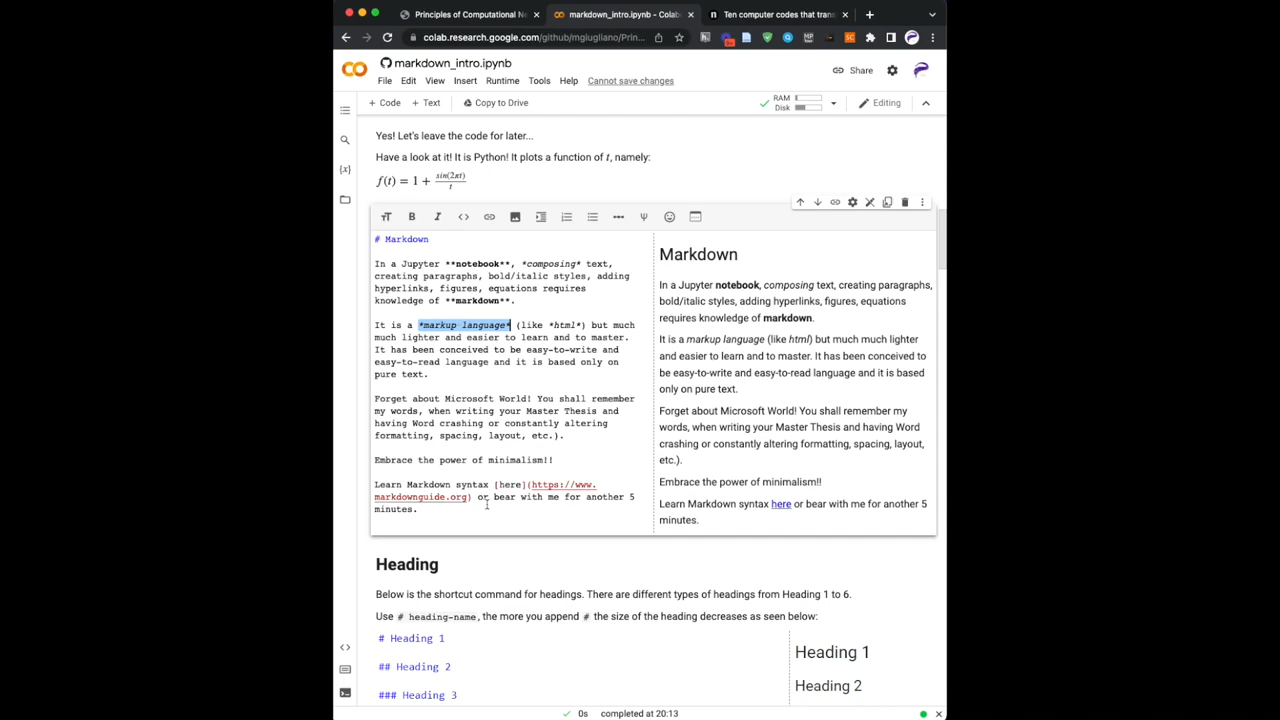 Principles of Computational Ne
markdown_intro.ipynb - Colab
Ten computer codes that trans
colab.research.google.com/github/mgiugliano/Prin...
markdown_intro.ipynb
Share
File Edit View Insert Runtime Tools Help Cannot save changes
+ Code + Text Copy to Drive
RAM
Disk
Editing
Yes! Let's leave the code for later...
Have a look at it! It is Python! It plots a function of t, namely:
f(t) = 1 + sin(2πt)/t
# Markdown
In a Jupyter **notebook**, *composing* text,
creating paragraphs, bold/italic styles, adding
hyperlinks, figures, equations requires
knowledge of **markdown**.
It is a *markup language* (like *html*) but much
much lighter and easier to learn and to master.
It has been conceived to be easy-to-write and
easy-to-read language and it is based only on
pure text.
Forget about Microsoft World! You shall remember
my words, when writing your Master Thesis and
having Word crashing or constantly altering
formatting, spacing, layout, etc.).
Embrace the power of minimalism!!
Learn Markdown syntax [here](https://www.
markdownguide.org) or bear with me for another 5
minutes.
Markdown
In a Jupyter notebook, composing text, creating paragraphs,
bold/italic styles, adding hyperlinks, figures, equations
requires knowledge of markdown.
It is a markup language (like html) but much much lighter
and easier to learn and to master. It has been conceived to
be easy-to-write and easy-to-read language and it is based
only on pure text.
Forget about Microsoft World! You shall remember my
words, when writing your Master Thesis and having Word
crashing or constantly altering formatting, spacing, layout,
etc.).
Embrace the power of minimalism!!
Learn Markdown syntax here or bear with me for another 5
minutes.
Heading
Below is the shortcut command for headings. There are different types of headings from Heading 1 to 6.
Use # heading-name, the more you append # the size of the heading decreases as seen below:
# Heading 1
## Heading 2
### Heading 3
Heading 1
Heading 2
0s completed at 20:13